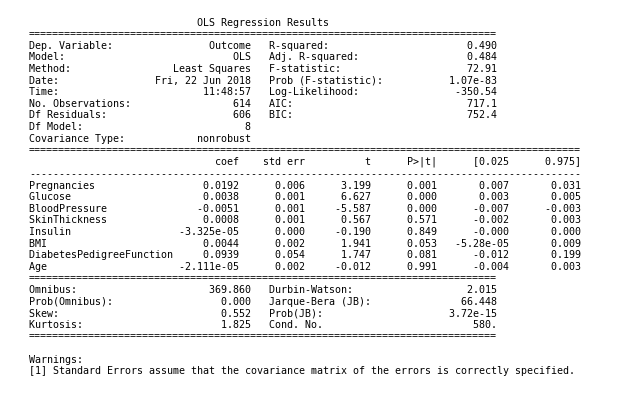 OLS Regression Results
==============================================================================
Dep. Variable: Outcome R-squared: 0.490
Model: OLS Adj. R-squared: 0.484
Method: Least Squares F-statistic: 72.91
Date: Fri, 22 Jun 2018 Prob (F-statistic): 1.07e-83
Time: 11:48:57 Log-Likelihood: -350.54
No. Observations: 614 AIC: 717.1
Df Residuals: 606 BIC: 752.4
Df Model: 8
Covariance Type: nonrobust
============================================================================================
coef std err t P>|t| [0.025 0.975]
--------------------------------------------------------------------------------------------
Pregnancies 0.0192 0.006 3.199 0.001 0.007 0.031
Glucose 0.0038 0.001 6.627 0.000 0.003 0.005
BloodPressure -0.0051 0.001 -5.587 0.000 -0.007 -0.003
SkinThickness 0.0008 0.001 0.567 0.571 -0.002 0.003
Insulin -3.325e-05 0.000 -0.190 0.849 -0.000 0.000
BMI 0.0044 0.002 1.941 0.053 -5.28e-05 0.009
DiabetesPedigreeFunction 0.0939 0.054 1.747 0.081 -0.012 0.199
Age -2.111e-05 0.002 -0.012 0.991 -0.004 0.003
==============================================================================
Omnibus: 369.860 Durbin-Watson: 2.015
Prob(Omnibus): 0.000 Jarque-Bera (JB): 66.448
Skew: 0.552 Prob(JB): 3.72e-15
Kurtosis: 1.825 Cond. No. 580.
==============================================================================
Warnings:
[1] Standard Errors assume that the covariance matrix of the errors is correctly specified.